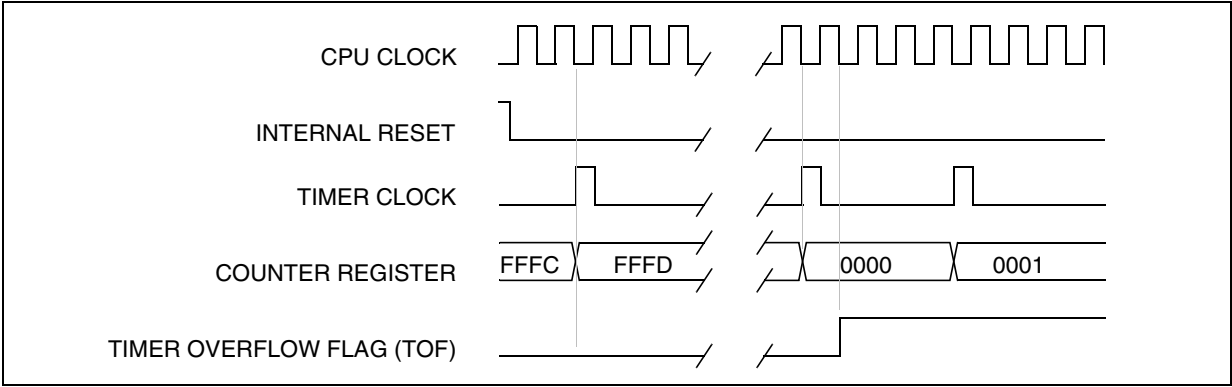 CPU CLOCK
INTERNAL RESET
TIMER CLOCK
COUNTER REGISTER FFFC FFFD 0000 0001
TIMER OVERFLOW FLAG (TOF)